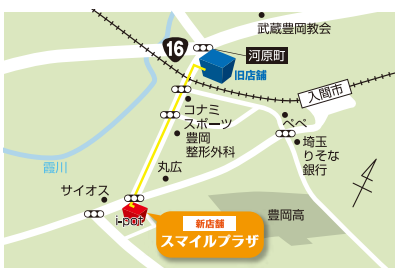 武蔵豊岡教会
16
河原町
旧店舗
入間市
コナミ
スポーツ
豊岡
整形外科
ぺぺ
埼玉
りそな
銀行
霞川
丸広
サイオス
i-pot
豊岡高
新店舗
スマイルプラザ